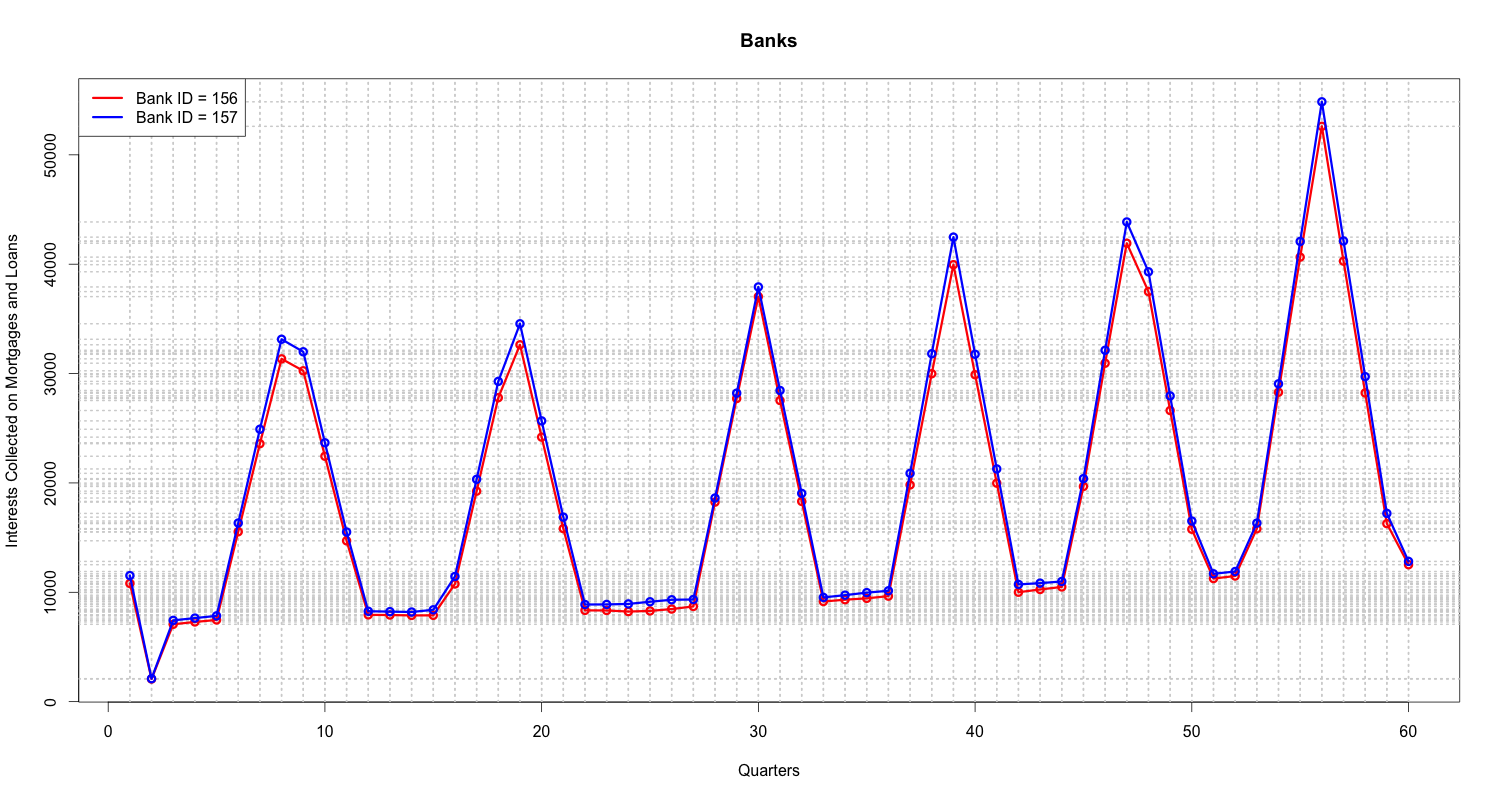 Banks
Bank ID = 156
Bank ID = 157
Interests Collected on Mortgages and Loans
50000
40000
30000
20000
10000
0
0 10 20 30 40 50 60
Quarters